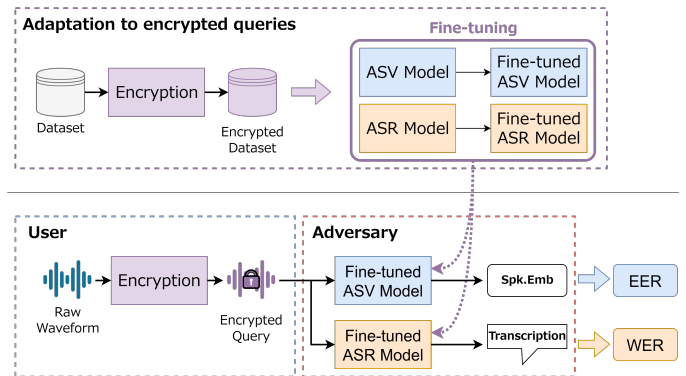 Adaptation to encrypted queries
Fine-tuning
Dataset
Encryption
Encrypted
Dataset
ASV Model
Fine-tuned
ASV Model
ASR Model
Fine-tuned
ASR Model
User
Raw
Waveform
Encryption
Encrypted
Query
Adversary
Fine-tuned
ASV Model
Spk.Emb
EER
Fine-tuned
ASR Model
Transcription
WER